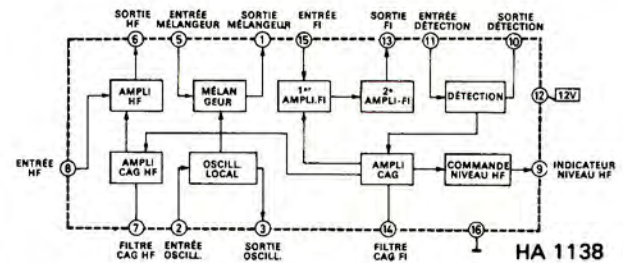 SORTIE HF
ENTRÉE MÉLANGEUR
SORTIE MÉLANGEUR
ENTRÉE FI
SORTIE FI
ENTRÉE DÉTECTION
SORTIE DÉTECTION
6
5
1
15
13
11
10
AMPLI HF
MÉLAN GEUR
1er AMPLI.FI
2e AMPLI-FI
DÉTECTION
12
12V
ENTRÉE HF
8
AMPLI CAG HF
OSCILL. LOCAL
AMPLI CAG
COMMANDE NIVEAU HF
9
INDICATEUR NIVEAU HF
7
2
3
14
16
FILTRE CAG HF
ENTRÉE OSCILL.
SORTIE OSCILL.
FILTRE CAG FI
HA 1138